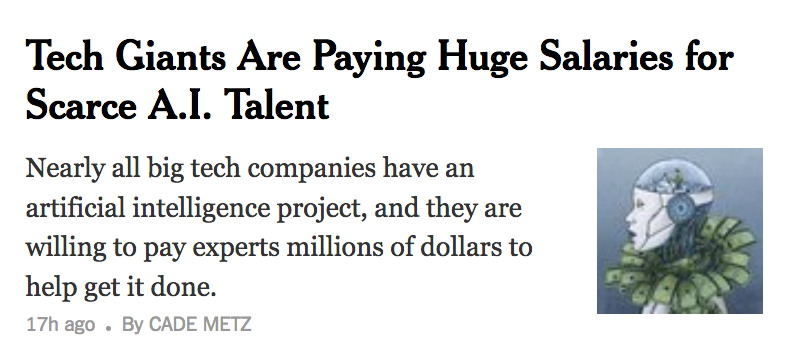 Tech Giants Are Paying Huge Salaries for
Scarce A.I. Talent
Nearly all big tech companies have an
artificial intelligence project, and they are
willing to pay experts millions of dollars to
help get it done.
17h ago . By CADE METZ